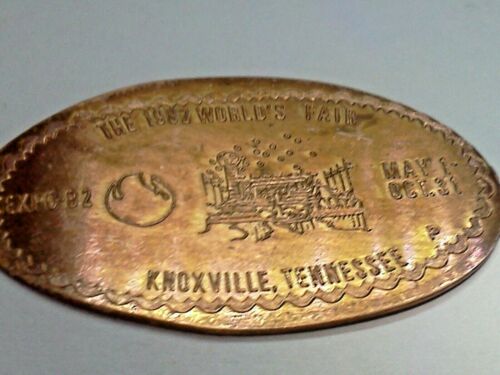 THE 1982 WORLD'S FAIR
EXPO-82
MAY 1-
OCT. 31
KNOXVILLE, TENNESSEE